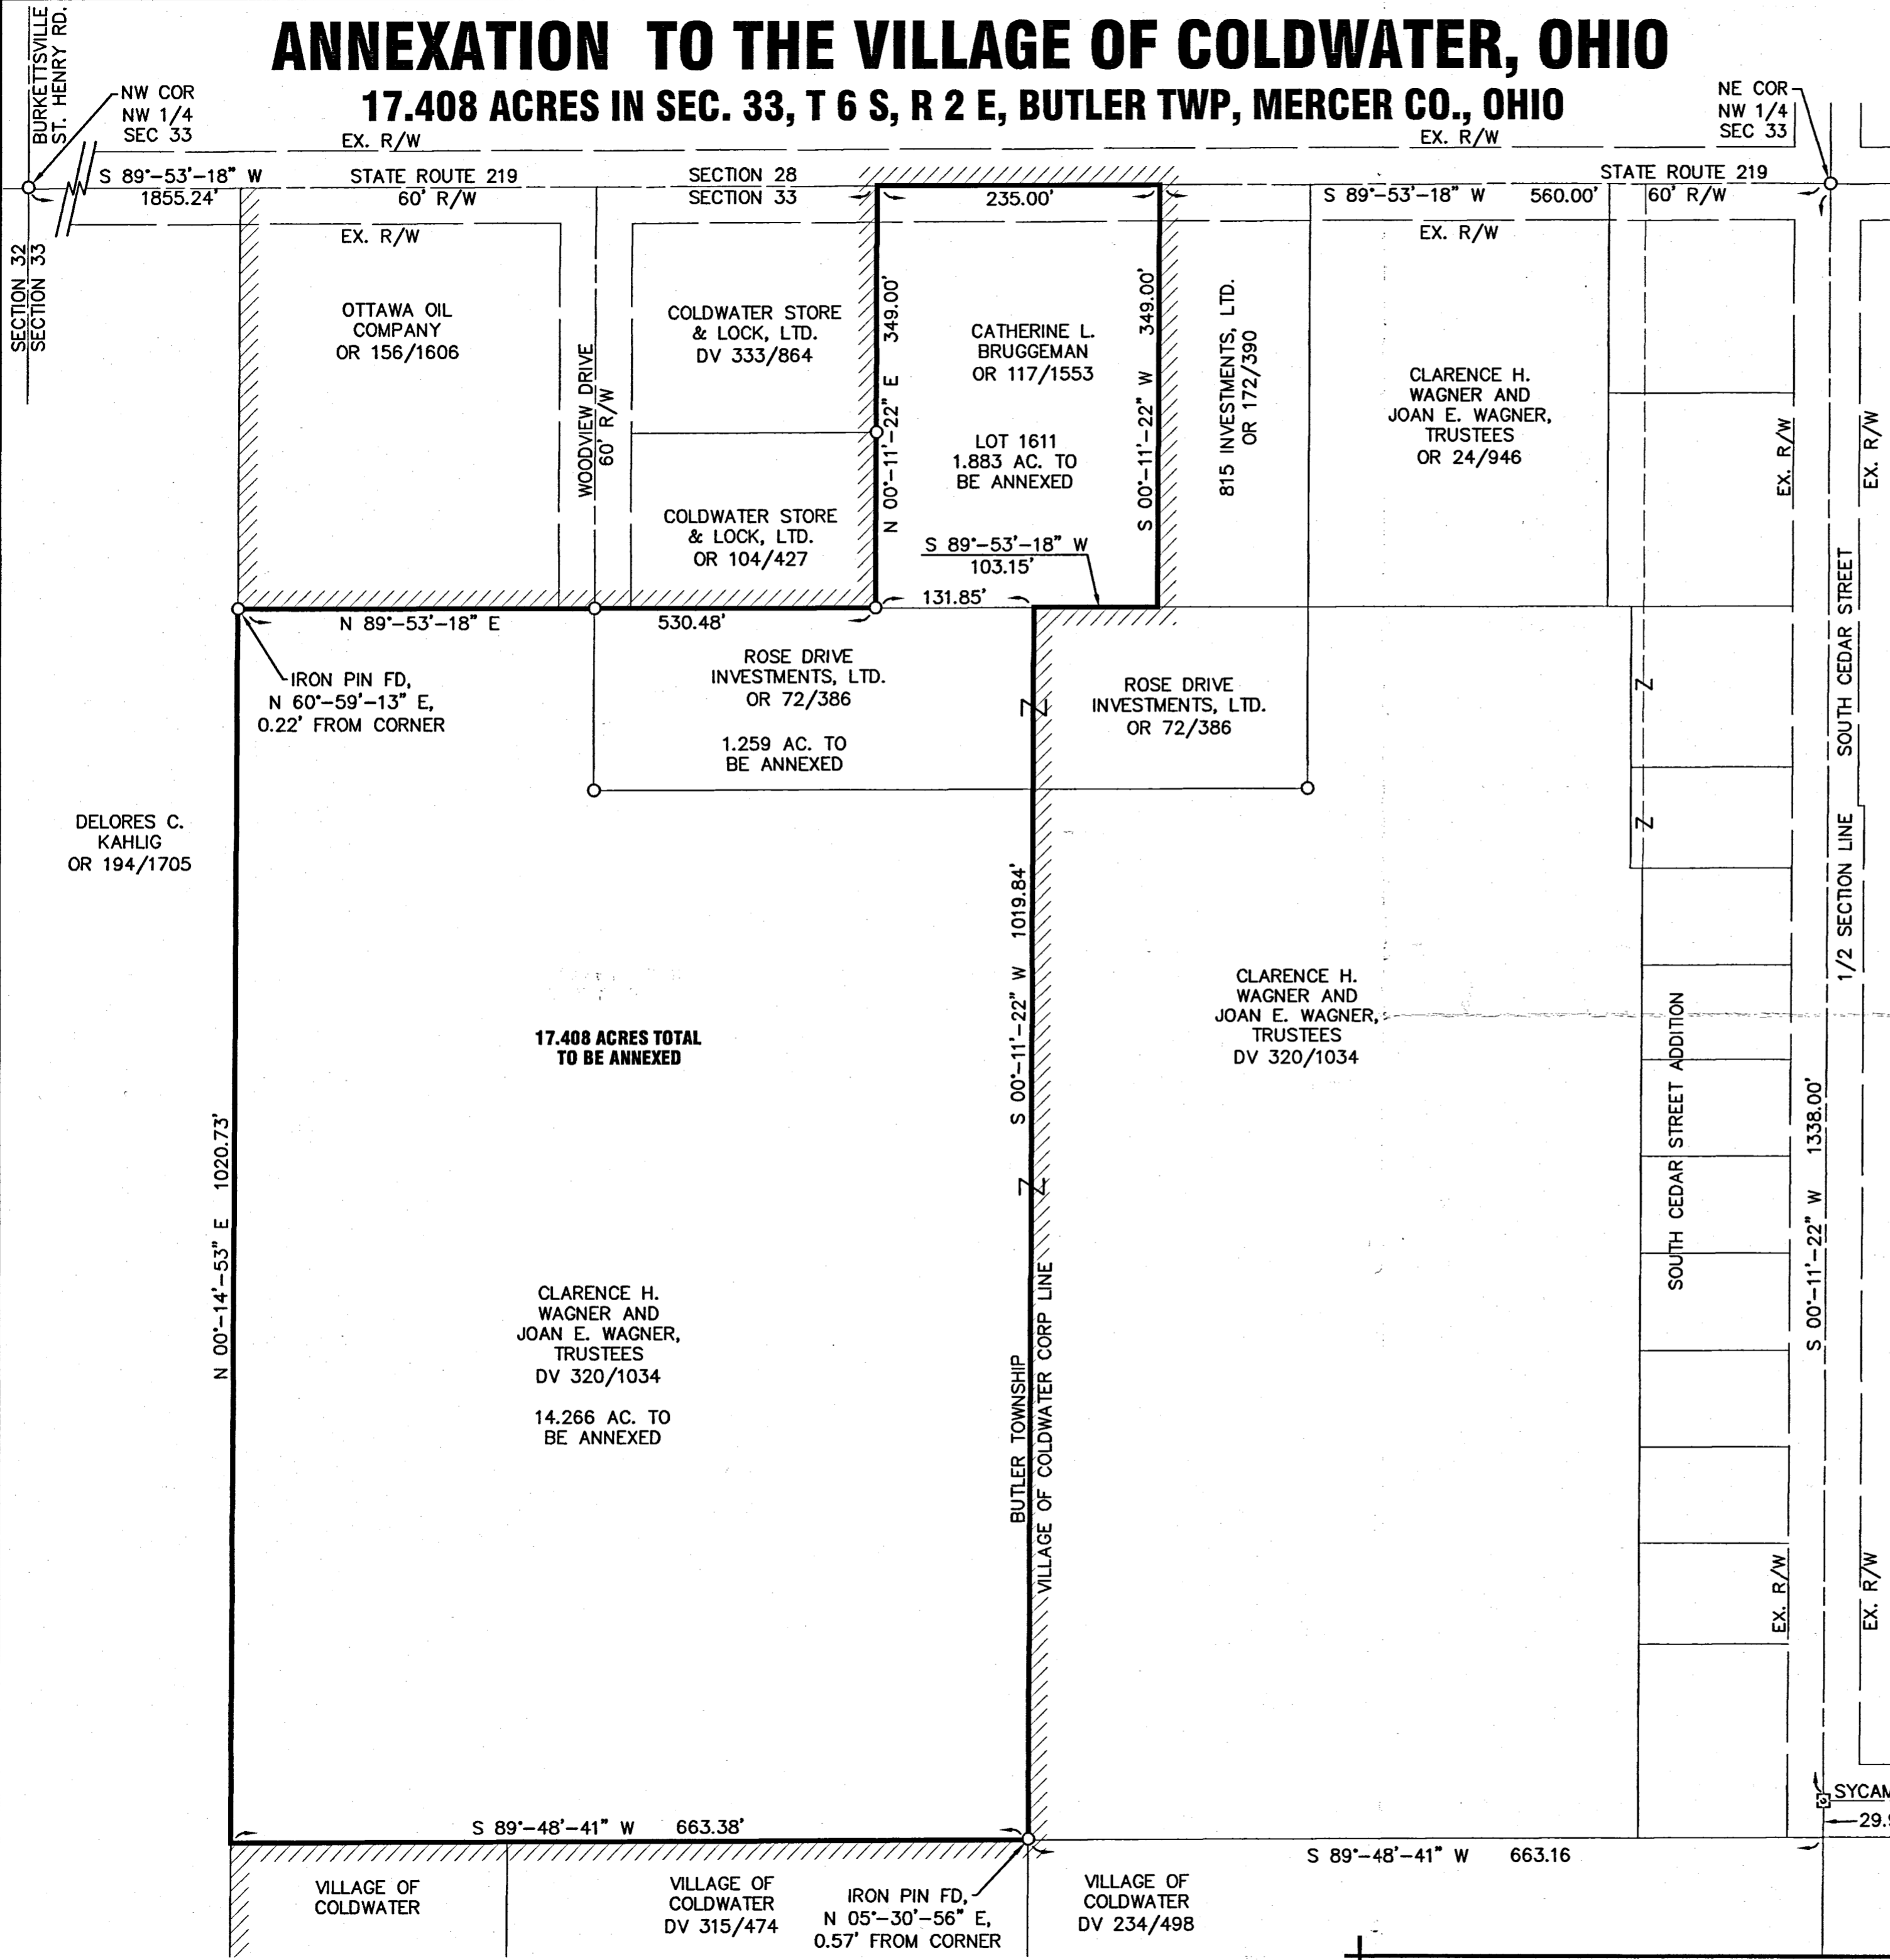 ANNEXATION TO THE VILLAGE OF COLDWATER, OHIO
17.408 ACRES IN SEC. 33, T 6 S, R 2 E, BUTLER TWP, MERCER CO., OHIO
BURKETTSVILLE
ST. HENRY RD.
NW COR
NW 1/4
SEC 33
NE COR
NW 1/4
SEC 33
EX. R/W
EX. R/W
S 89°-53'-18" W
1855.24'
STATE ROUTE 219
60' R/W
SECTION 28
SECTION 33
235.00'
STATE ROUTE 219
S 89°-53'-18" W 560.00'
60' R/W
EX. R/W
EX. R/W
SECTION 32
SECTION 33
OTTAWA OIL
COMPANY
OR 156/1606
WOODVIEW DRIVE
60' R/W
COLDWATER STORE
& LOCK, LTD.
DV 333/864
COLDWATER STORE
& LOCK, LTD.
OR 104/427
N 00°-11'-22" E 349.00'
CATHERINE L.
BRUGGEMAN
OR 117/1553
LOT 1611
1.883 AC. TO
BE ANNEXED
S 00°-11'-22" W 349.00'
S 89°-53'-18" W
103.15'
131.85'
815 INVESTMENTS, LTD.
OR 172/390
CLARENCE H.
WAGNER AND
JOAN E. WAGNER,
TRUSTEES
OR 24/946
EX. R/W
EX. R/W
SOUTH CEDAR STREET
1/2 SECTION LINE
N 89°-53'-18" E 530.48'
IRON PIN FD,
N 60°-59'-13" E,
0.22' FROM CORNER
ROSE DRIVE
INVESTMENTS, LTD.
OR 72/386
1.259 AC. TO
BE ANNEXED
ROSE DRIVE
INVESTMENTS, LTD.
OR 72/386
Z
Z
Z
Z
DELORES C.
KAHLIG
OR 194/1705
S 00°-11'-22" W 1019.84'
17.408 ACRES TOTAL
TO BE ANNEXED
CLARENCE H.
WAGNER AND
JOAN E. WAGNER,
TRUSTEES
DV 320/1034
N 00°-14'-53" E 1020.73'
CLARENCE H.
WAGNER AND
JOAN E. WAGNER,
TRUSTEES
DV 320/1034
14.266 AC. TO
BE ANNEXED
BUTLER TOWNSHIP
VILLAGE OF COLDWATER CORP LINE
SOUTH CEDAR STREET ADDITION
S 00°-11'-22" W 1338.00'
EX. R/W
EX. R/W
SYCAM
29.9
S 89°-48'-41" W 663.38'
S 89°-48'-41" W 663.16
VILLAGE OF
COLDWATER
VILLAGE OF
COLDWATER
DV 315/474
IRON PIN FD,
N 05°-30'-56" E,
0.57' FROM CORNER
VILLAGE OF
COLDWATER
DV 234/498